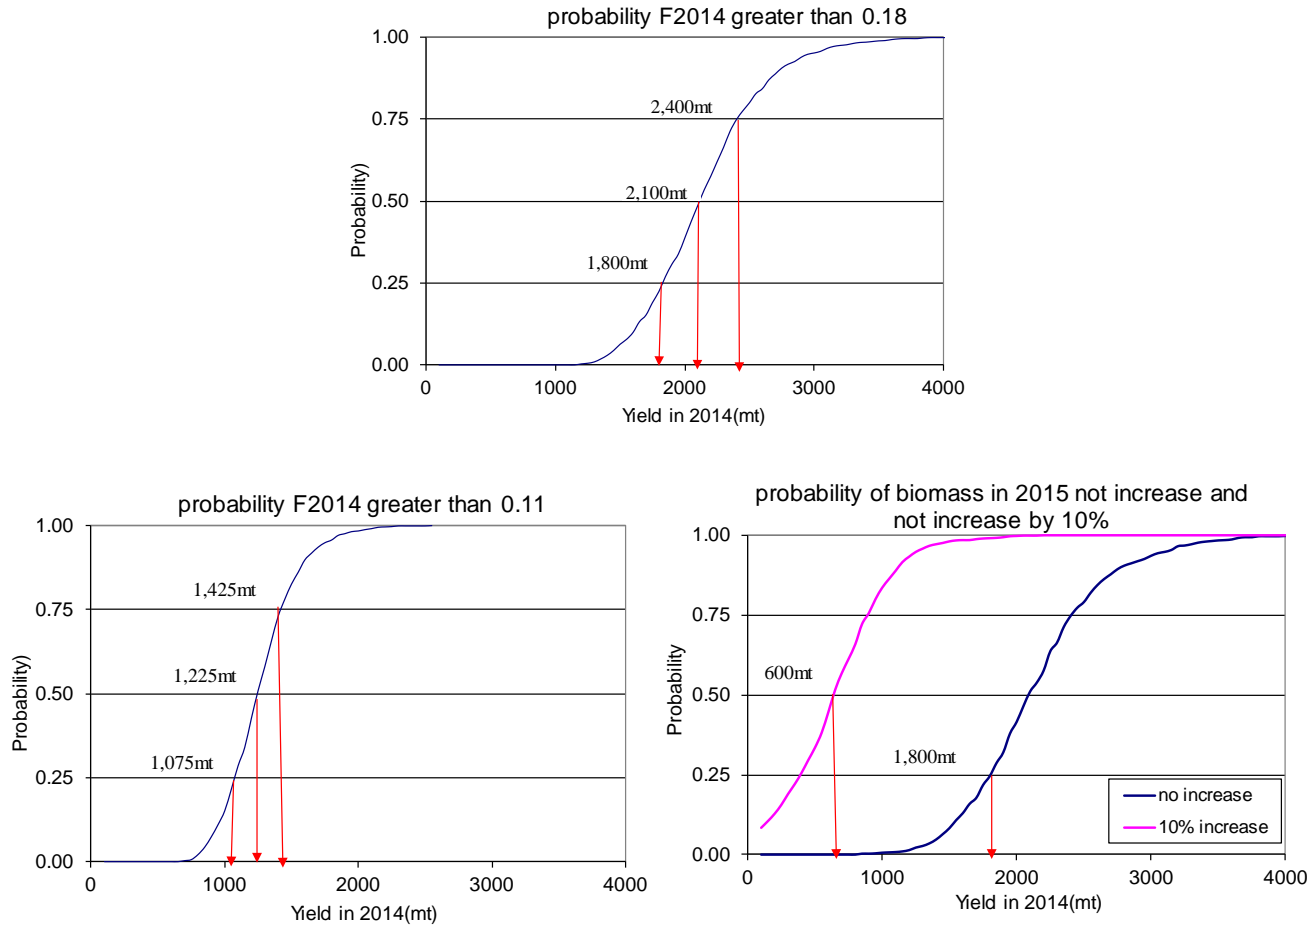 probability F2014 greater than 0.18
1.00
0.75
0.50
0.25
0.00
Probability)
2,400mt
2,100mt
1,800mt
0
1000
2000
3000
4000
Yield in 2014(mt)
probability F2014 greater than 0.11
1.00
0.75
0.50
0.25
0.00
Probability)
1,425mt
1,225mt
1,075mt
0
1000
2000
3000
4000
Yield in 2014(mt)
probability of biomass in 2015 not increase and
not increase by 10%
1.00
0.75
0.50
0.25
0.00
Probability
600mt
1,800mt
no increase
10% increase
0
1000
2000
3000
4000
Yield in 2014(mt)